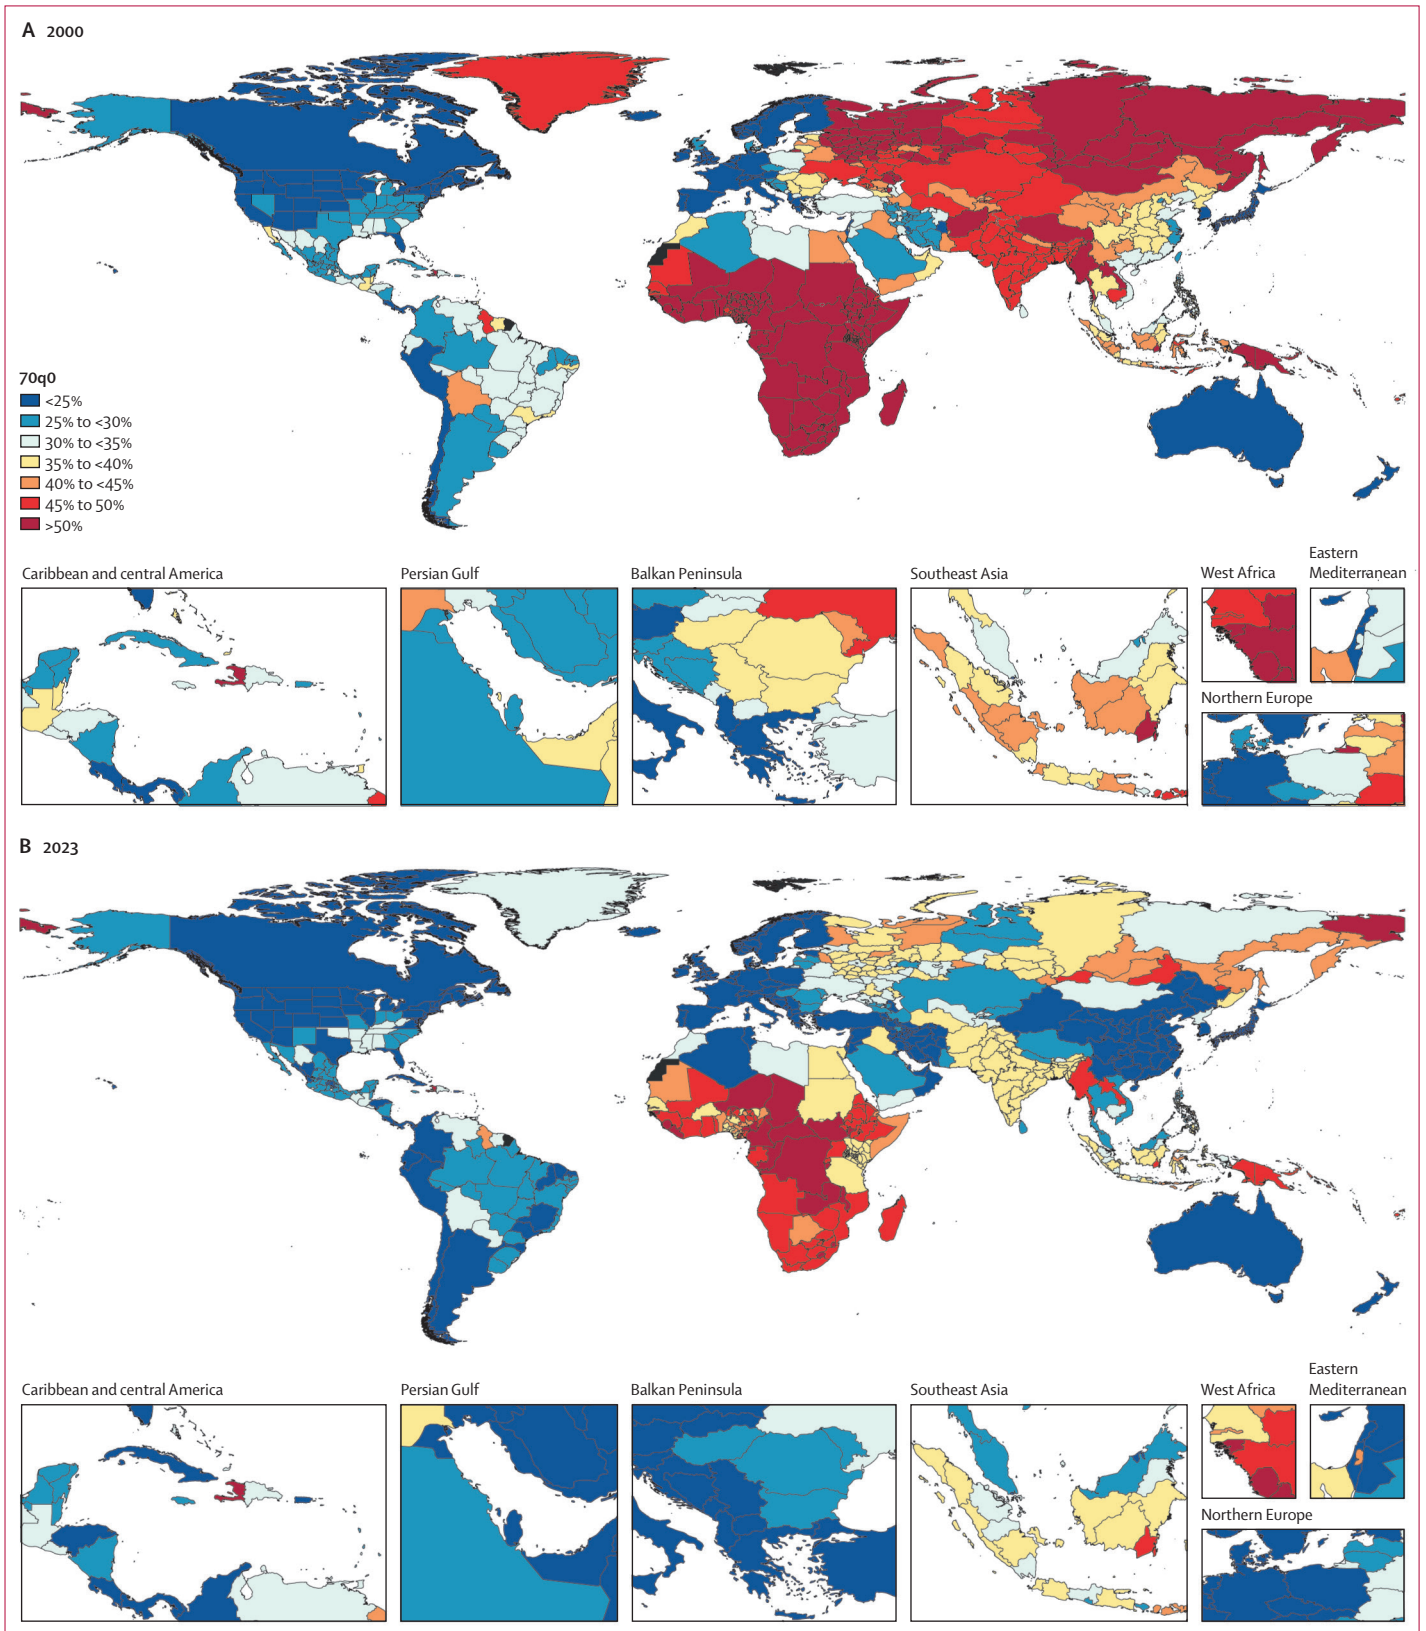 A 2000
70q0
<25%
25% to <30%
30% to <35%
35% to <40%
40% to <45%
45% to 50%
>50%
Caribbean and central America
Persian Gulf
Balkan Peninsula
Southeast Asia
West Africa
Eastern
Mediterranean
Northern Europe
B 2023
Caribbean and central America
Persian Gulf
Balkan Peninsula
Southeast Asia
West Africa
Eastern
Mediterranean
Northern Europe